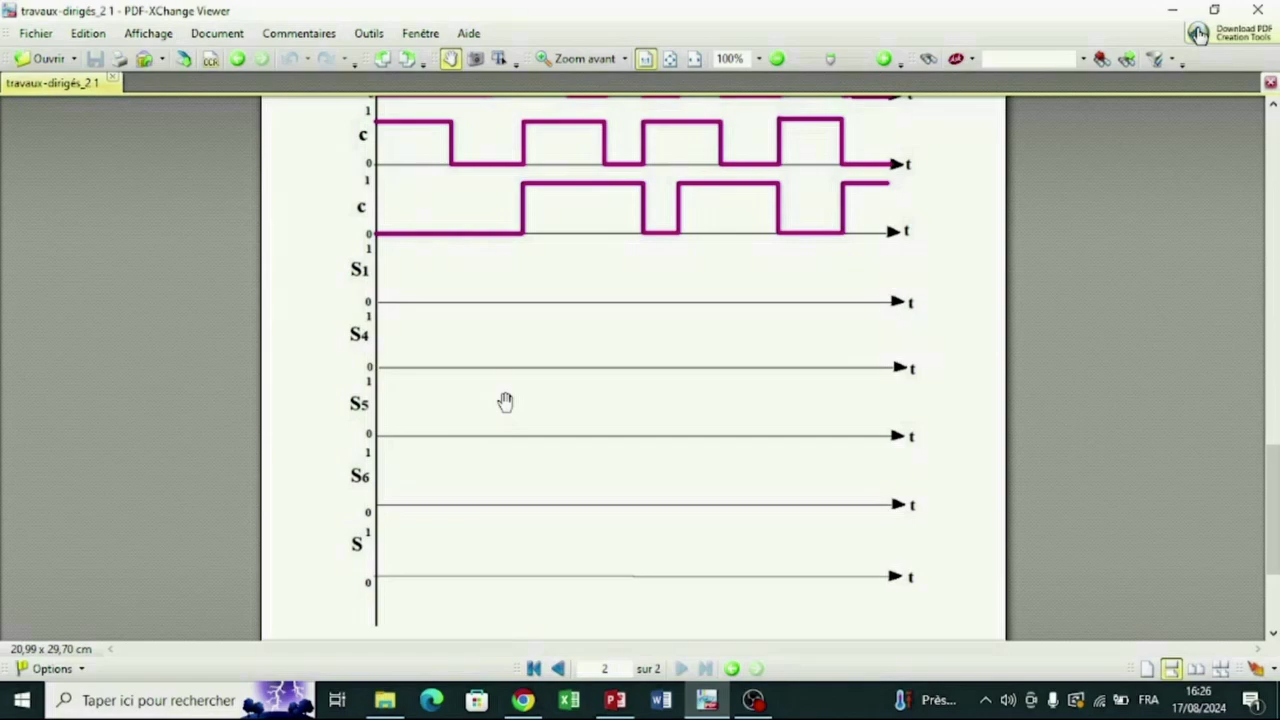 travaux-dirigés_2 1 - PDF-XChange Viewer
Fichier Edition Affichage Document Commentaires Outils Fenêtre Aide
Download PDF
Creation Tools
Ouvrir OCR Zoom avant 100%
travaux-dirigés_2 1
t
1
c
0
t
1
c
0
t
1
S1
0
t
1
S4
0
t
1
S5
0
t
1
S6
0
t
1
S
0
t
20,99 x 29,70 cm
Options 2 sur 2
Taper ici pour rechercher
Près... FRA
16:26
17/08/2024